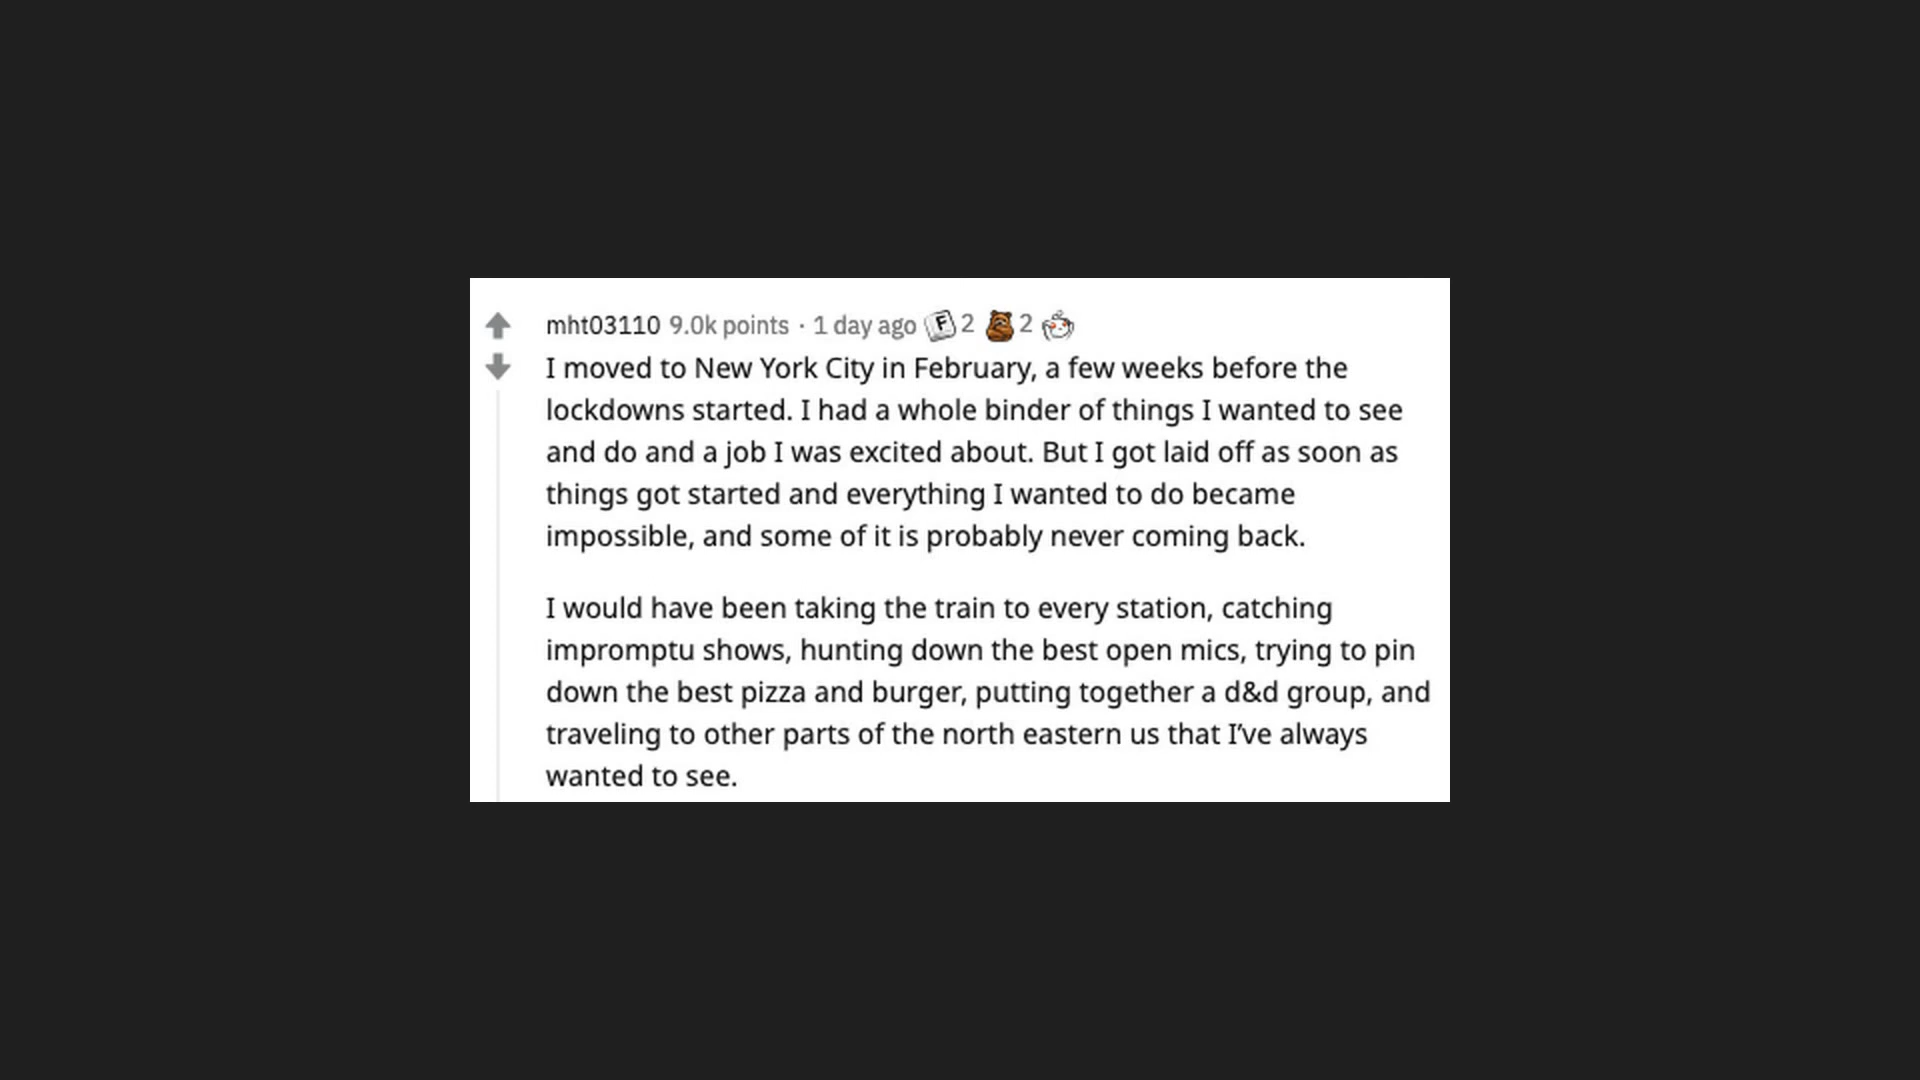 mht03110 9.0k points · 1 day ago F 2 2
I moved to New York City in February, a few weeks before the
lockdowns started. I had a whole binder of things I wanted to see
and do and a job I was excited about. But I got laid off as soon as
things got started and everything I wanted to do became
impossible, and some of it is probably never coming back.
I would have been taking the train to every station, catching
impromptu shows, hunting down the best open mics, trying to pin
down the best pizza and burger, putting together a d&d group, and
traveling to other parts of the north eastern us that I’ve always
wanted to see.